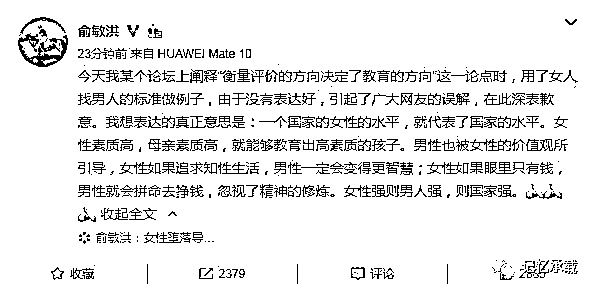 俞敏洪
23分钟前 来自 HUAWEI Mate 10
今天我某个论坛上阐释“衡量评价的方向决定了教育的方向”这一论点时，用了女人
找男人的标准做例子，由于没有表达好，引起了广大网友的误解，在此深表歉
意。我想表达的真正意思是：一个国家的女性的水平，就代表了国家的水平。女
性素质高，母亲素质高，就能够教育出高素质的孩子。男性也被女性的价值观所
引导，女性如果追求知性生活，男性一定会变得更智慧；女性如果眼里只有钱，
男性就会拼命去挣钱，忽视了精神的修炼。女性强则男人强，则国家强。
收起全文
俞敏洪：女性堕落导...
收藏 2379 评论
记忆承载